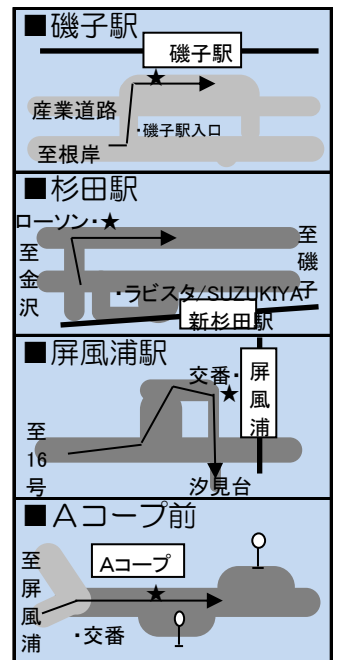 ■磯子駅
磯子駅
★
産業道路
・磯子駅入口
至根岸
■杉田駅
ローソン・★
至磯子
至金沢
・ラビスタ/SUZUKIYA
新杉田駅
■屏風浦駅
交番・
★
屏風浦
至16号
汐見台
■Aコープ前
至屏風浦
Aコープ
★
・交番